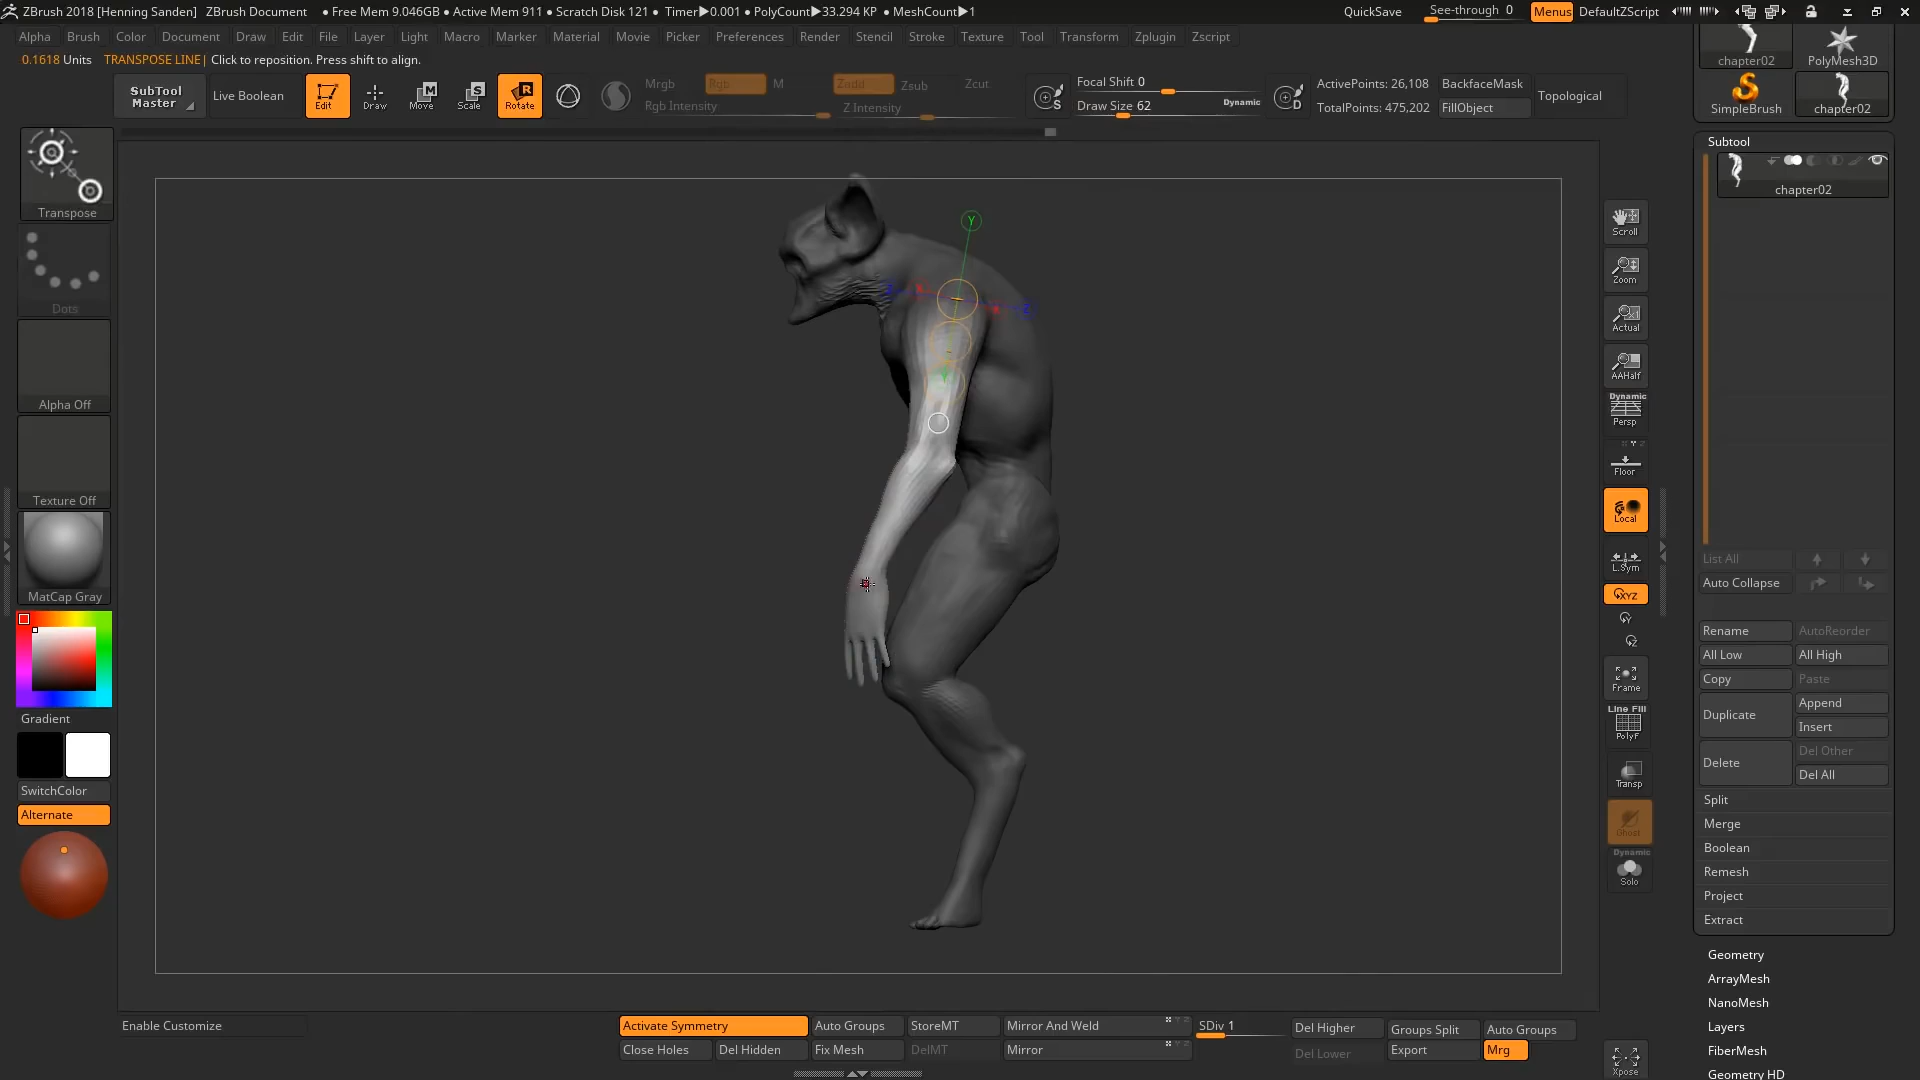 ZBrush 2018 [Henning Sanden] ZBrush Document • Free Mem 9.046GB • Active Mem 911 • Scratch Disk 121 • Timer▶0.001 • PolyCount▶33.294 KP • MeshCount▶1 QuickSave See-through 0 Menus DefaultZScript
Alpha Brush Color Document Draw Edit File Layer Light Macro Marker Material Movie Picker Preferences Render Stencil Stroke Texture Tool Transform Zplugin Zscript
0.1618 Units TRANSPOSE LINE| Click to reposition. Press shift to align.
SubTool Master
Live Boolean
Edit
Draw
Move
Scale
Rotate
Mrgb Rgb M Zadd Zsub Zcut
Rgb Intensity Z Intensity
Focal Shift 0
Draw Size 62 Dynamic
S
D
ActivePoints: 26,108
TotalPoints: 475,202
BackfaceMask
FillObject
Topological
chapter02
PolyMesh3D
SimpleBrush
chapter02
Subtool
chapter02
Transpose
Dots
Alpha Off
Texture Off
MatCap Gray
Gradient
SwitchColor
Alternate
Y
Scroll
Zoom
Actual
AAHalf
Dynamic
Persp
Floor
Local
L.Sym
XYZ
Y
Z
Frame
Line Fill
PolyF
Transp
Ghost
Dynamic
Solo
Xpose
List All
Auto Collapse
Rename AutoReorder
All Low All High
Copy Paste
Duplicate
Append
Insert
Delete
Del Other
Del All
Split
Merge
Boolean
Remesh
Project
Extract
Geometry
ArrayMesh
NanoMesh
Layers
FiberMesh
Geometry HD
Enable Customize
Activate Symmetry Auto Groups StoreMT Mirror And Weld SDiv 1 Del Higher Groups Split Auto Groups
Close Holes Del Hidden Fix Mesh DelMT Mirror Del Lower Export Mrg